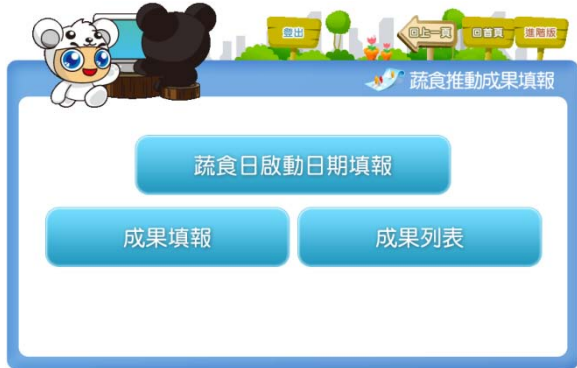 登出
回上一頁
回首頁
進階版
蔬食推動成果填報
蔬食日啟動日期填報
成果填報
成果列表